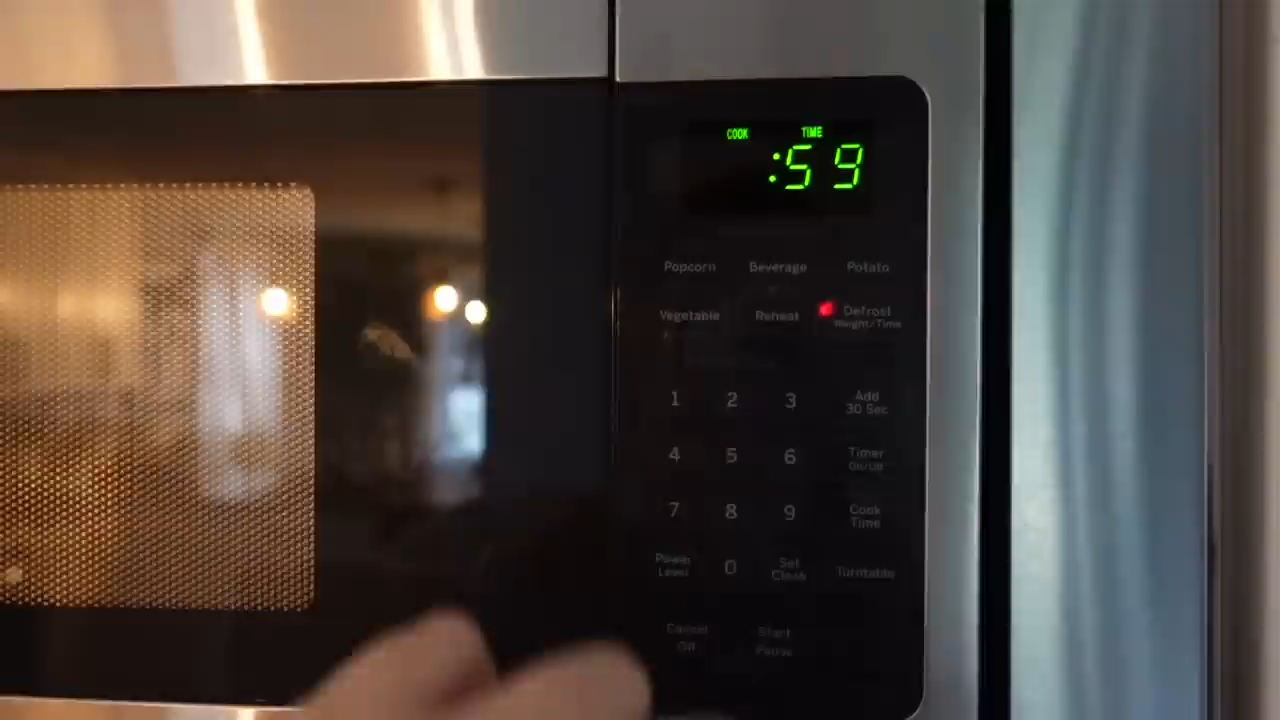 COOK TIME
:59
Popcorn Beverage Potato
Vegetable Reheat Defrost
Weight/Time
1 2 3 Add
30 Sec
4 5 6 Timer
On/Off
7 8 9 Cook
Time
Power
Level 0 Set
Clock Turntable
Cancel
Off Start
Pause